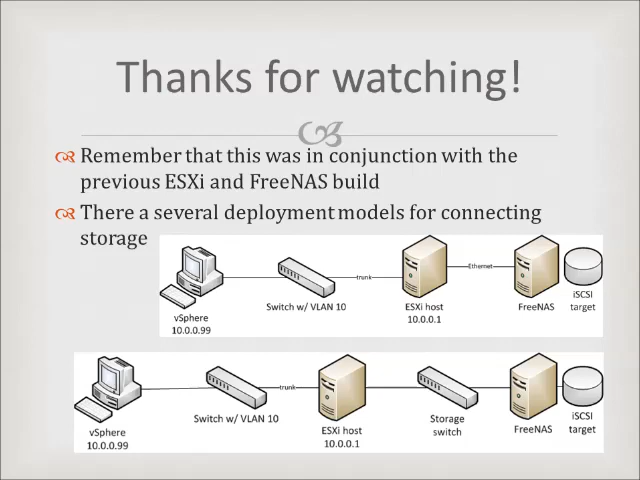 Thanks for watching!
Remember that this was in conjunction with the
previous ESXi and FreeNAS build
There a several deployment models for connecting
storage
trunk
Ethernet
vSphere
10.0.0.99
Switch w/ VLAN 10
ESXi host
10.0.0.1
FreeNAS
iSCSI
target
trunk
vSphere
10.0.0.99
Switch w/ VLAN 10
ESXi host
10.0.0.1
Storage
switch
FreeNAS
iSCSI
target